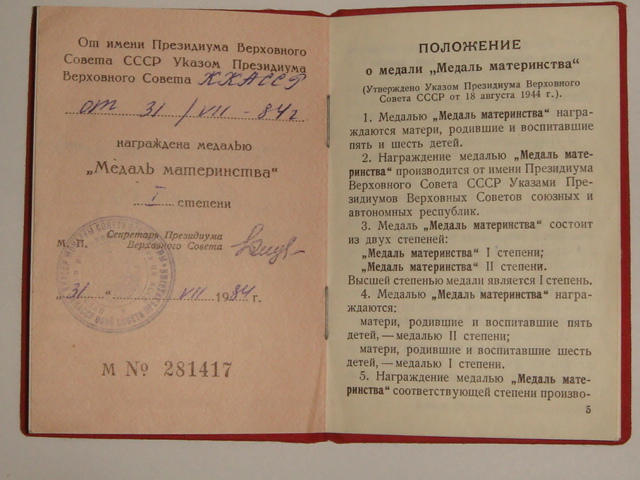 От имени Президиума Верховного
Совета СССР Указом Президиума
Верховного Совета ККАССР
от 31/VII-84г
награждена медалью
„Медаль материнства“
I степени
Секретарь Президиума
М. П. Верховного Совета
„31“ VII 1984 г.
М № 281417
ПОЛОЖЕНИЕ
о медали „Медаль материнства“
(Утверждено Указом Президиума Верховного
Совета СССР от 18 августа 1944 г.).
1. Медалью „Медаль материнства“ награ-
ждаются матери, родившие и воспитавшие
пять и шесть детей.
2. Награждение медалью „Медаль мате-
ринства“ производится от имени Президиума
Верховного Совета СССР Указами Пре-
зидиумов Верховных Советов союзных и
автономных республик.
3. Медаль „Медаль материнства“ состоит
из двух степеней:
„Медаль материнства“ I степени;
„Медаль материнства“ II степени.
Высшей степенью медали является I степень.
4. Медалью „Медаль материнства“ награ-
ждаются:
матери, родившие и воспитавшие пять
детей,—медалью II степени;
матери, родившие и воспитавшие шесть
детей,—медалью I степени.
5. Награждение медалью „Медаль мате-
ринства“ соответствующей степени произво-
5